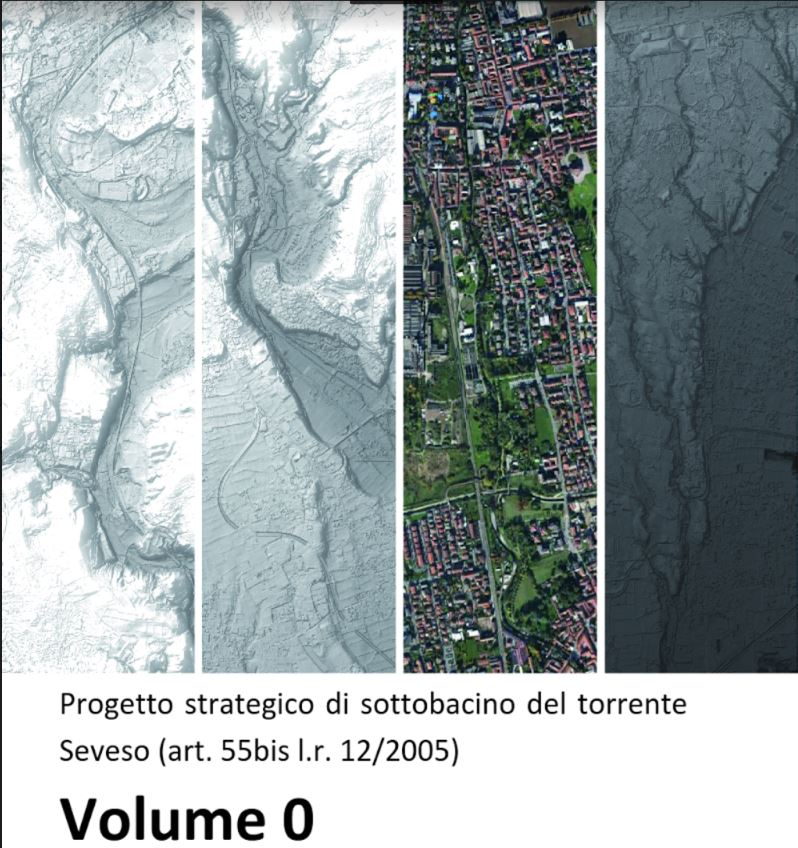 Progetto strategico di sottobacino del torrente
Seveso (art. 55bis l.r. 12/2005)
Volume 0